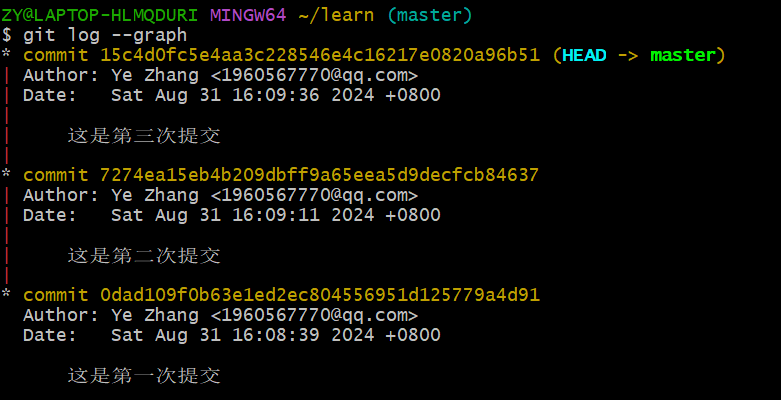 ZY@LAPTOP-HLMQDURI MINGW64 ~/learn (master)
$ git log --graph
* commit 15c4d0fc5e4aa3c228546e4c16217e0820a96b51 (HEAD -> master)
| Author: Ye Zhang <1960567770@qq.com>
| Date:   Sat Aug 31 16:09:36 2024 +0800
|
|     这是第三次提交
|
* commit 7274ea15eb4b209dbff9a65eea5d9decfcb84637
| Author: Ye Zhang <1960567770@qq.com>
| Date:   Sat Aug 31 16:09:11 2024 +0800
|
|     这是第二次提交
|
* commit 0dad109f0b63e1ed2ec804556951d125779a4d91
  Author: Ye Zhang <1960567770@qq.com>
  Date:   Sat Aug 31 16:08:39 2024 +0800

      这是第一次提交